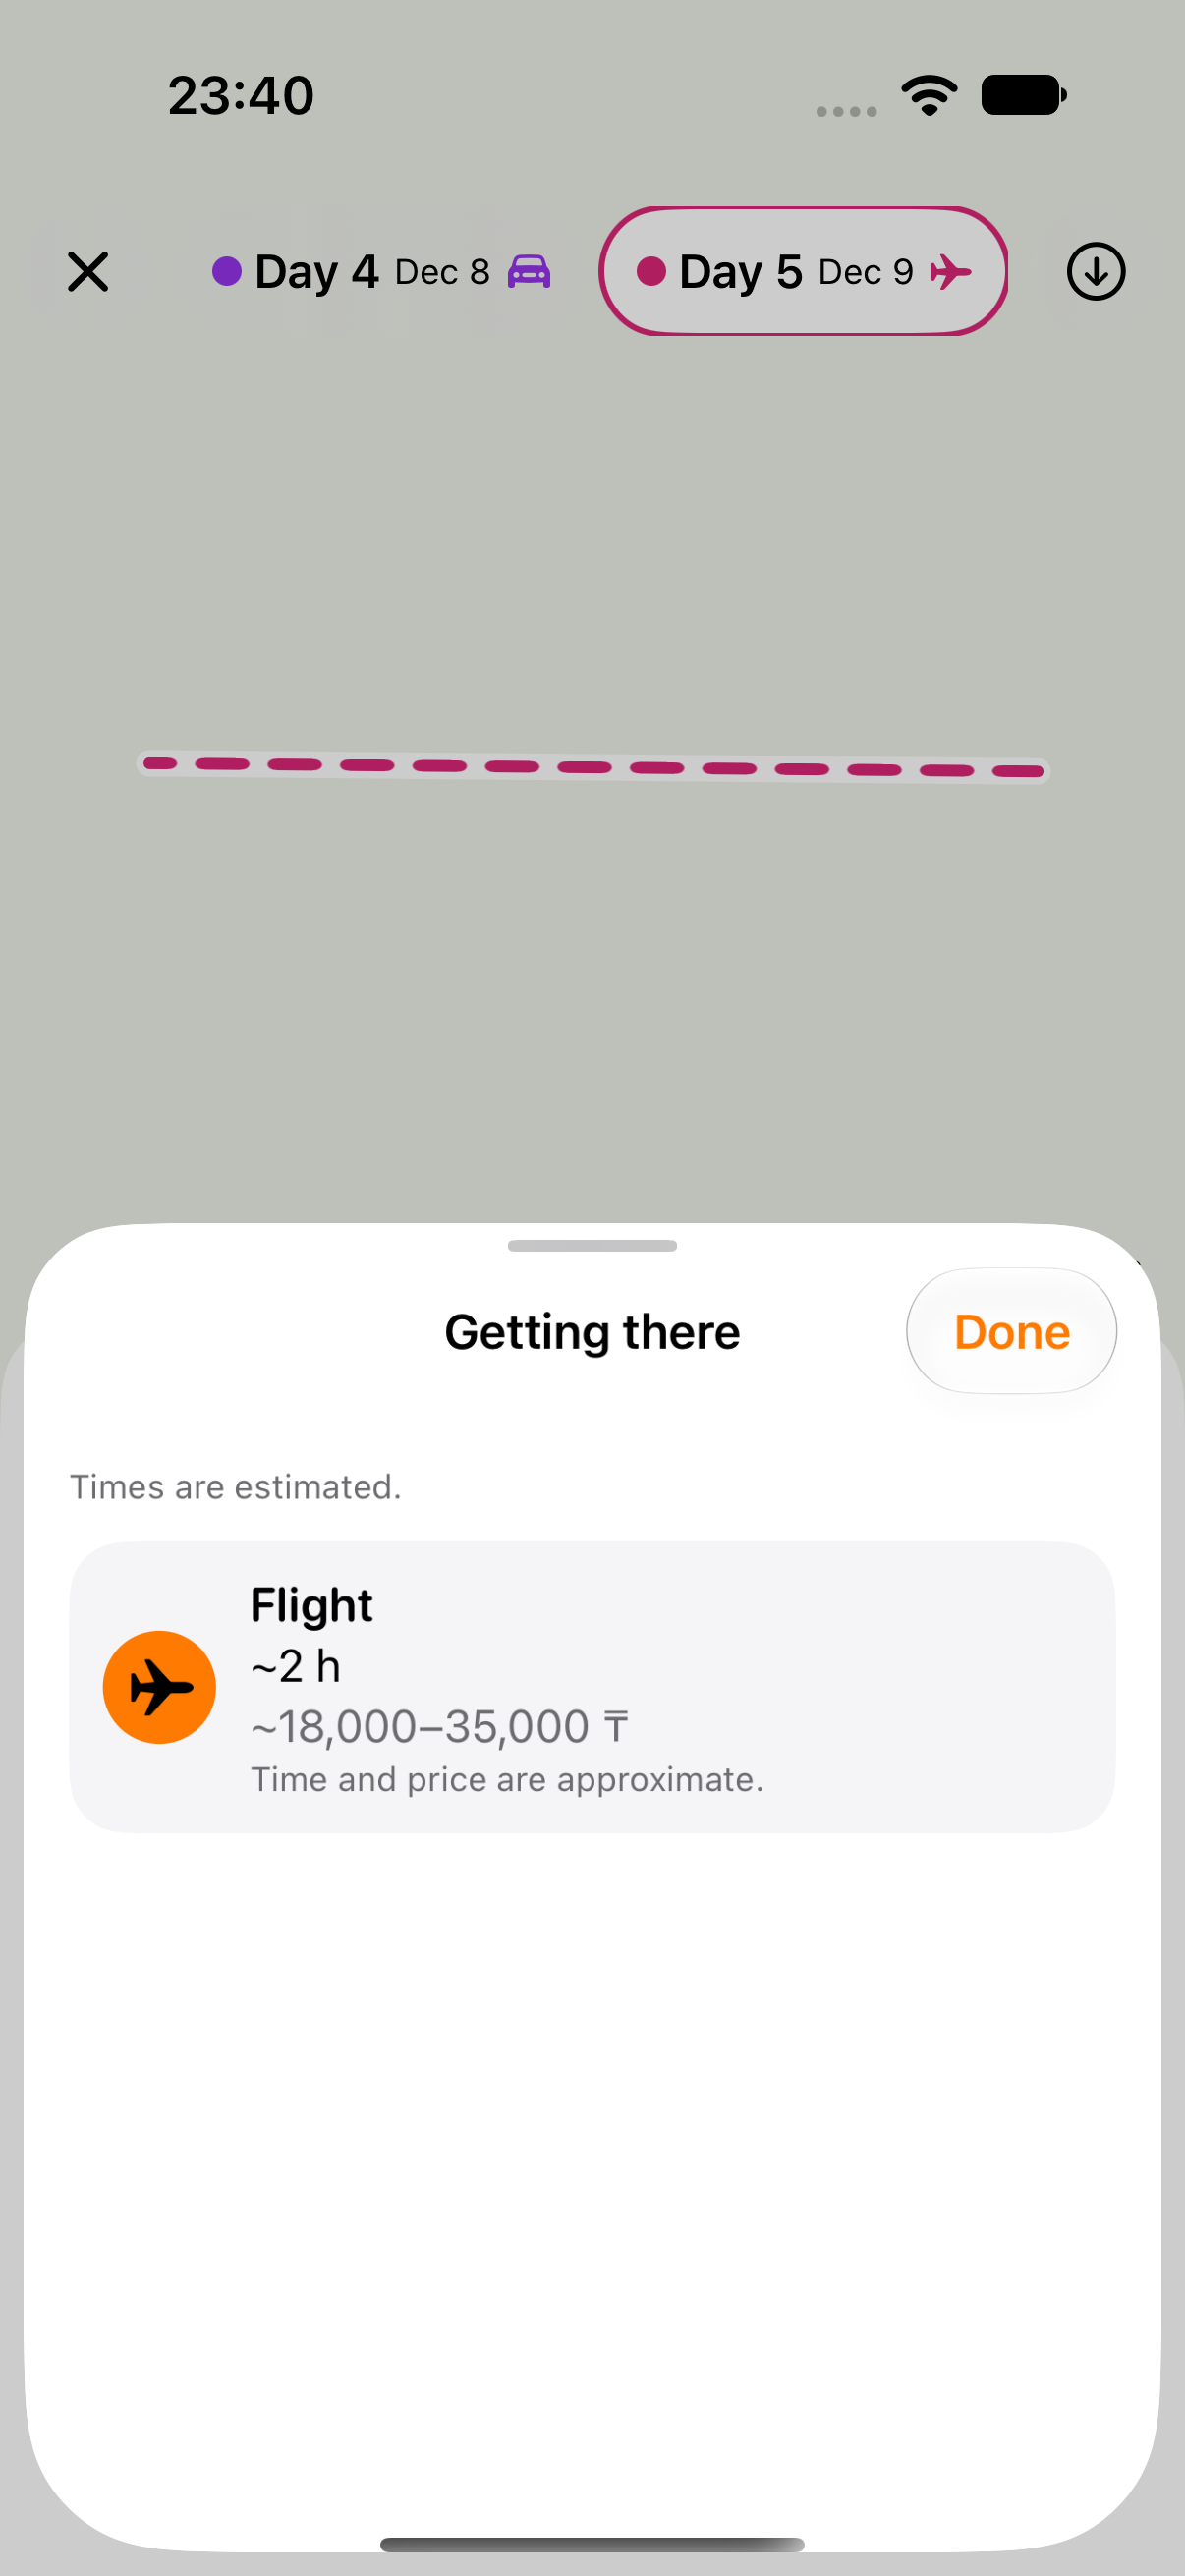 23:40
Day 4 Dec 8
Day 5 Dec 9
Getting there
Done
Times are estimated.
Flight
~2 h
~18,000–35,000 ₸
Time and price are approximate.